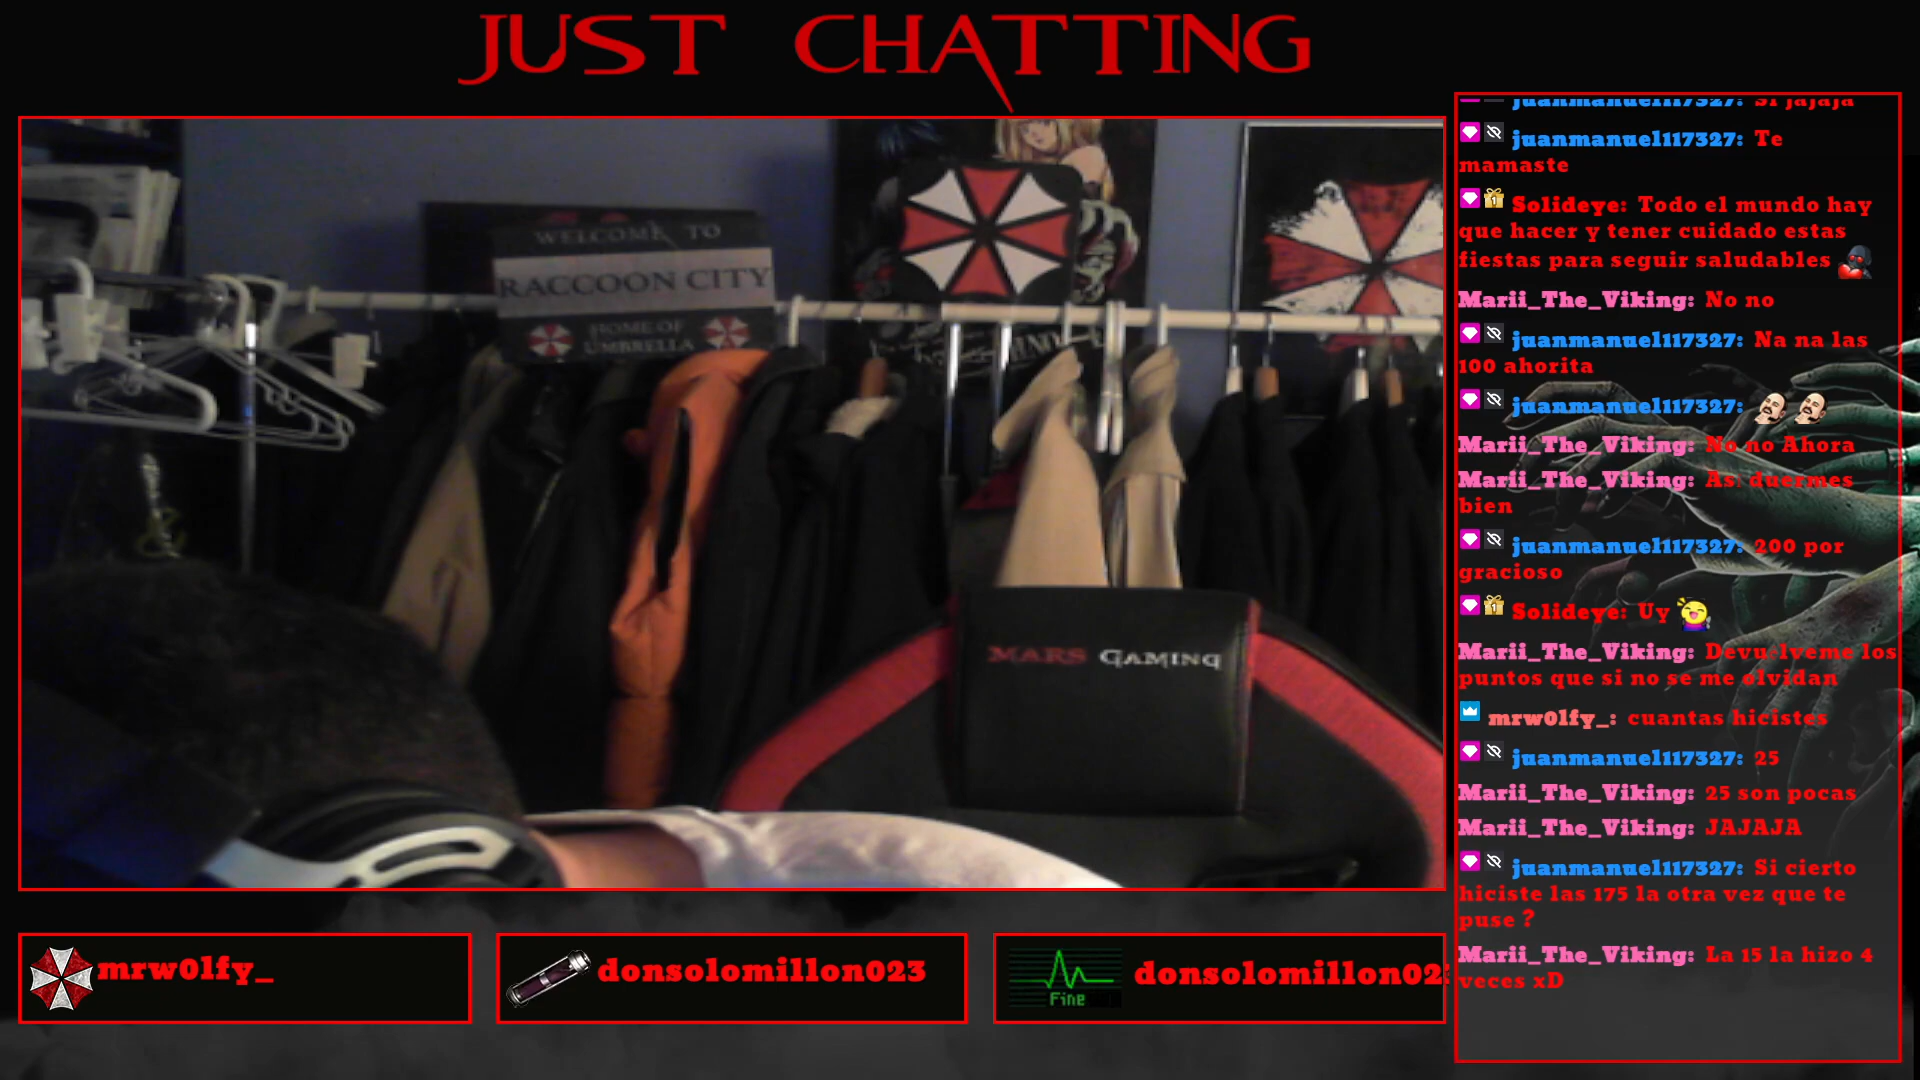 JUST CHATTING
WELCOME TO
RACCOON CITY
HOME OF
UMBRELLA
MARS GAMING
juanmanuel117327: Si jajaja
juanmanuel117327: Te
mamaste
Solideye: Todo el mundo hay
que hacer y tener cuidado estas
fiestas para seguir saludables
Marii_The_Viking: No no
juanmanuel117327: Na na las
100 ahorita
juanmanuel117327:
Marii_The_Viking: No no Ahora
Marii_The_Viking: As. duermes
bien
juanmanuel117327: 200 por
gracioso
Solideye: Uy
Marii_The_Viking: Devuelveme los
puntos que si no se me olvidan
mrw0lfy_: cuantas hicistes
juanmanuel117327: 25
Marii_The_Viking: 25 son pocas
Marii_The_Viking: JAJAJA
juanmanuel117327: Si cierto
hiciste las 175 la otra vez que te
puse ?
Marii_The_Viking: La 15 la hizo 4
veces xD
mrw0lfy_
donsolomillon023
Fine
donsolomillon023